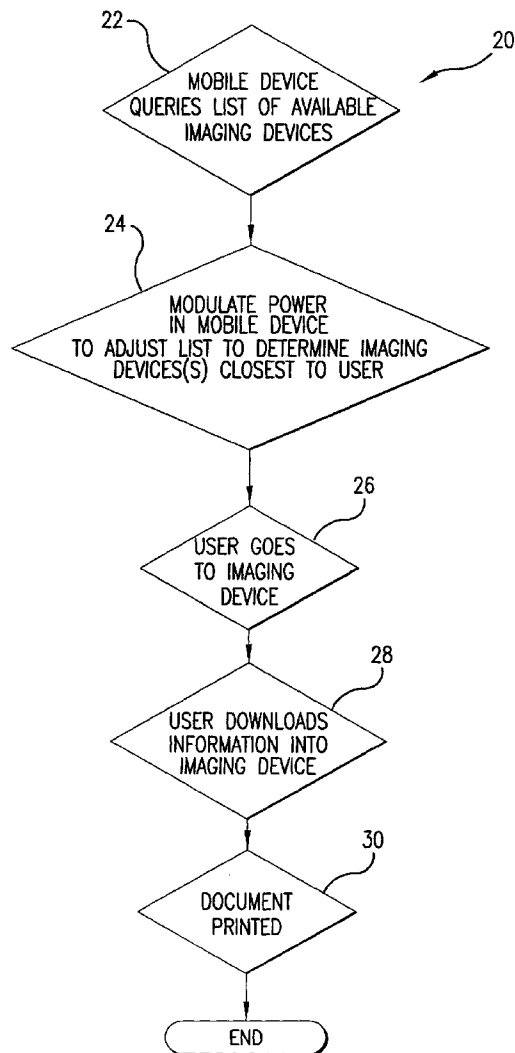 22
20
MOBILE DEVICE
QUERIES LIST OF AVAILABLE
IMAGING DEVICES
24
MODULATE POWER
IN MOBILE DEVICE
TO ADJUST LIST TO DETERMINE IMAGING
DEVICES(S) CLOSEST TO USER
26
USER GOES
TO IMAGING
DEVICE
28
USER DOWNLOADS
INFORMATION INTO
IMAGING DEVICE
30
DOCUMENT
PRINTED
END